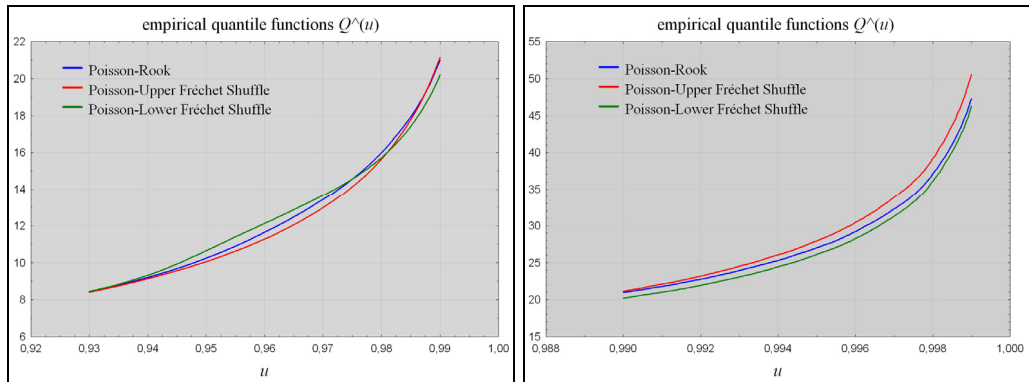 empirical quantile functions Q^(u)
22
20
18
16
14
12
10
8
6
Poisson-Rook
Poisson-Upper Fréchet Shuffle
Poisson-Lower Fréchet Shuffle
0,92 0,93 0,94 0,95 0,96 0,97 0,98 0,99 1,00
u
empirical quantile functions Q^(u)
55
50
45
40
35
30
25
20
15
Poisson-Rook
Poisson-Upper Fréchet Shuffle
Poisson-Lower Fréchet Shuffle
0,988 0,990 0,992 0,994 0,996 0,998 1,000
u